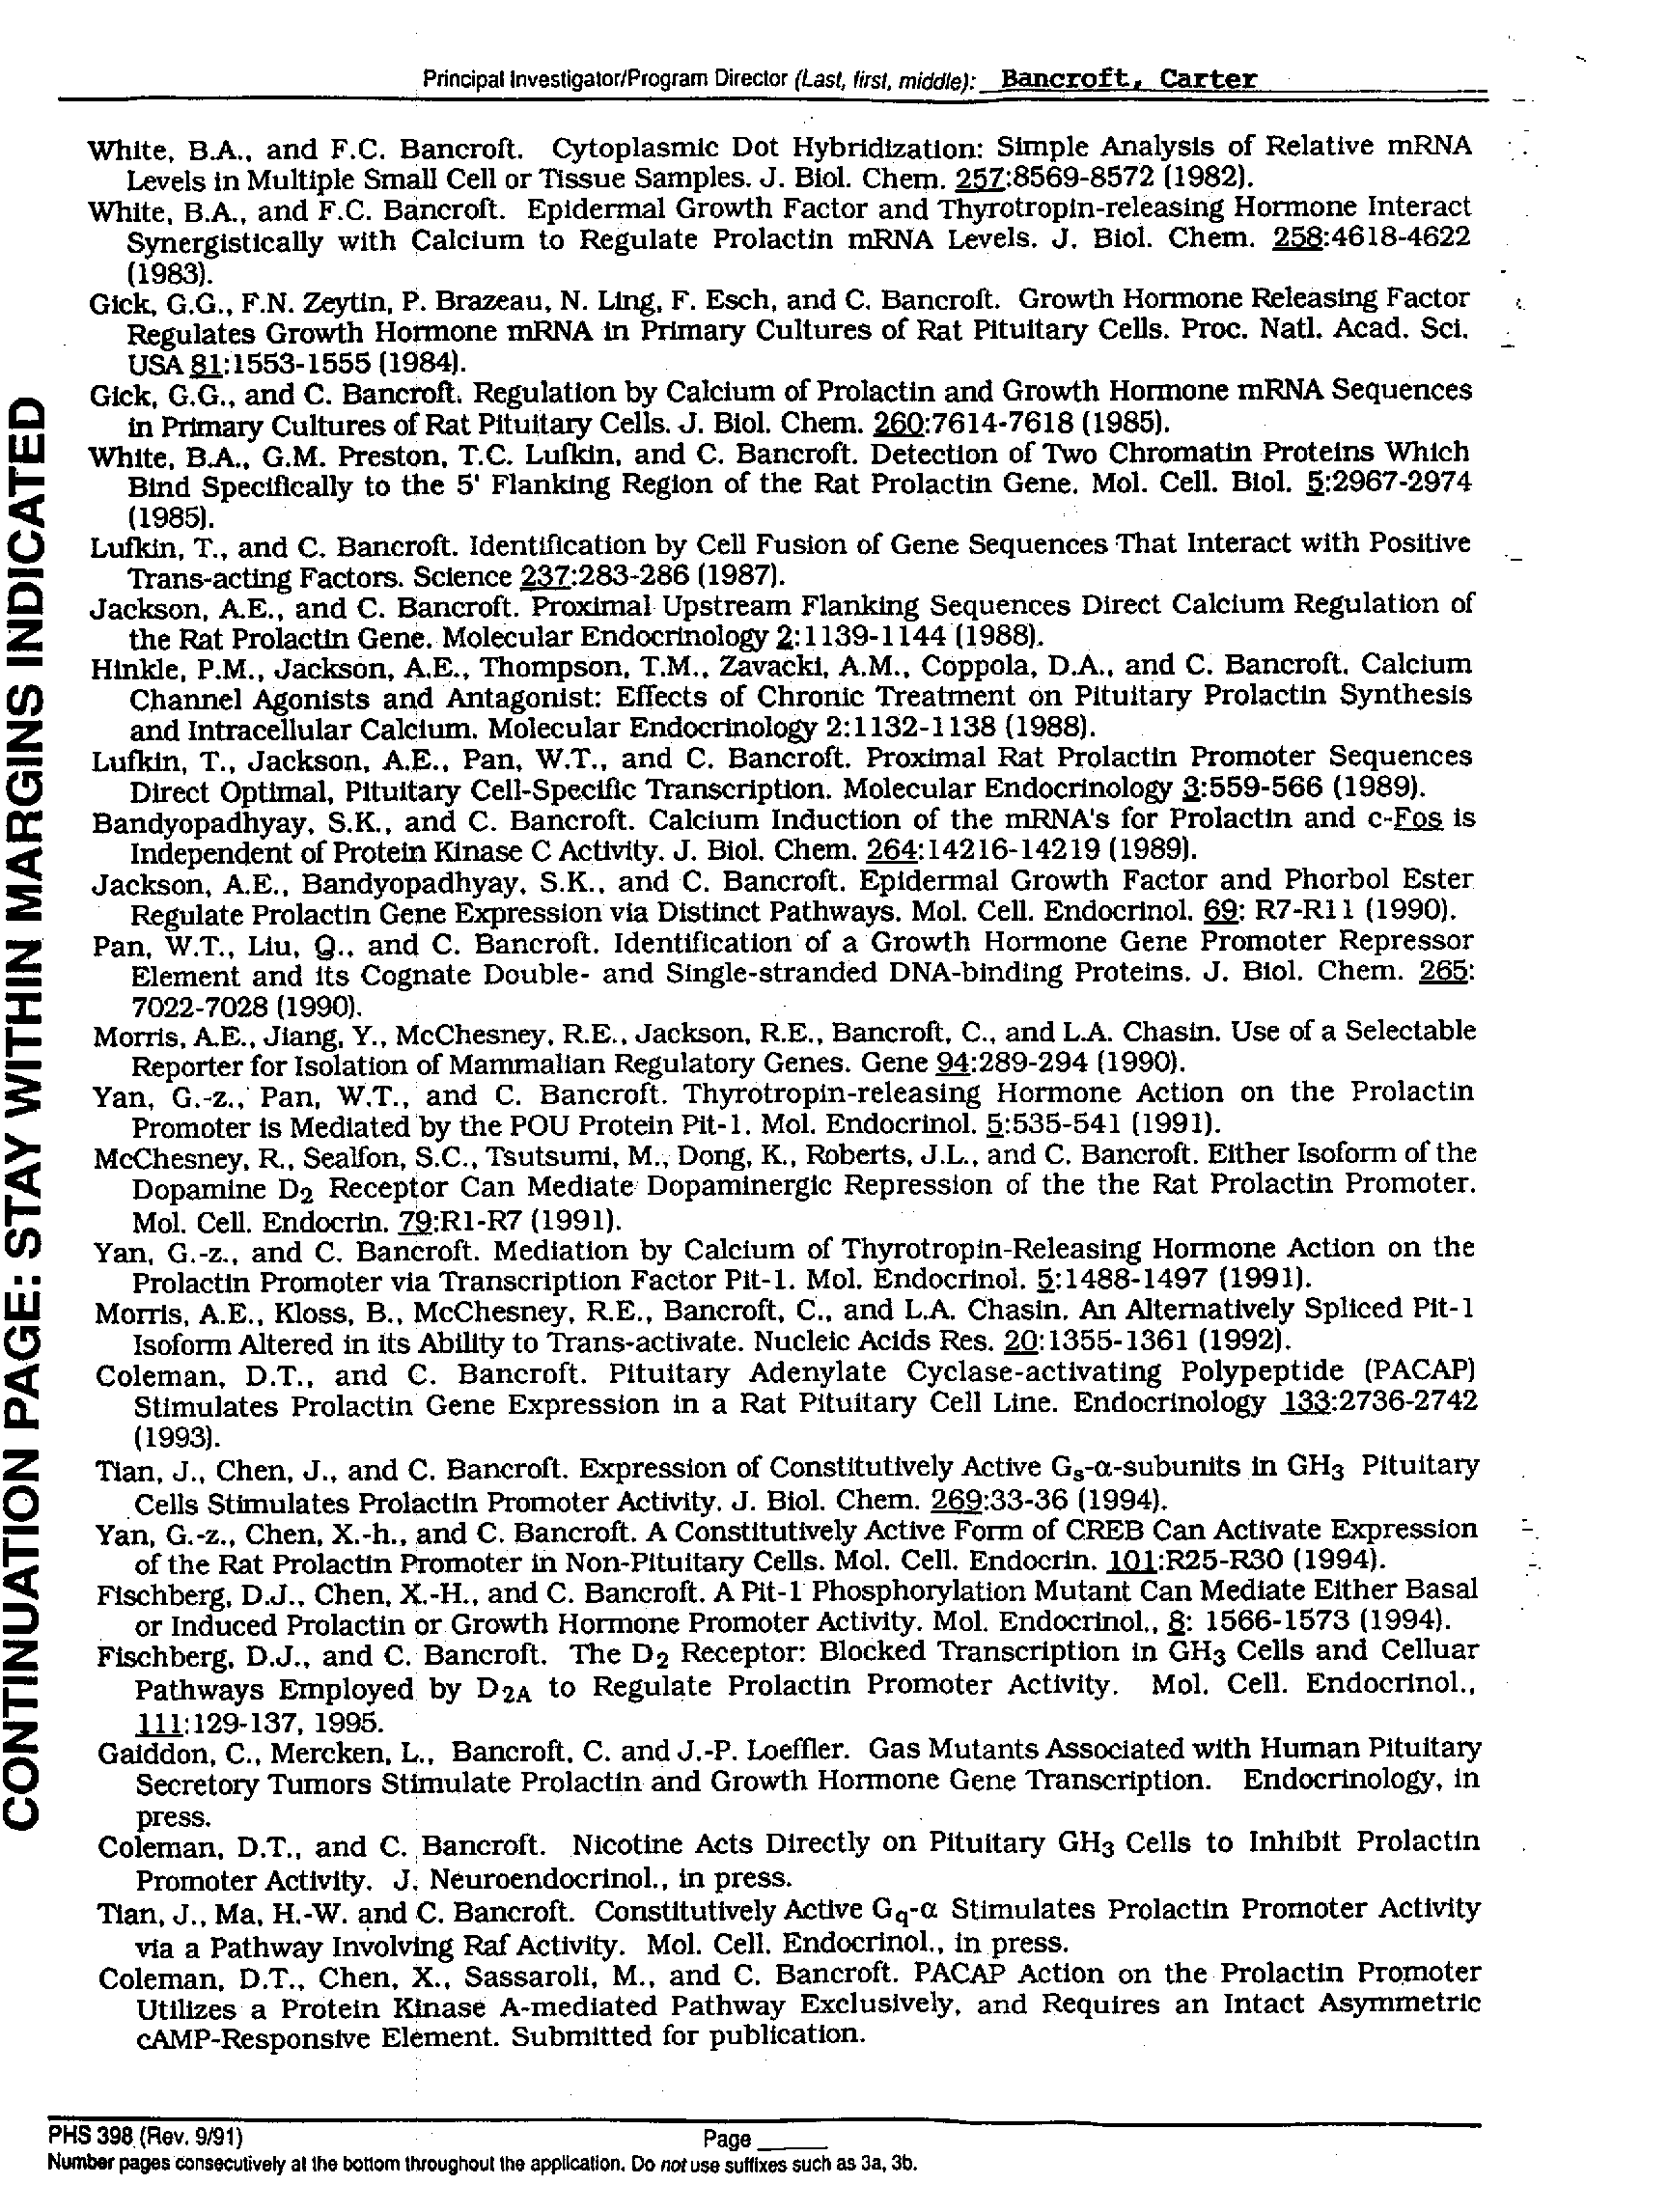 Principal Investigator/Program Director (Last, first, middle): Bancroft, Carter
White, B.A., and F.C. Bancroft. Cytoplasmic Dot Hybridization: Simple Analysis of Relative mRNA
Levels in Multiple Small Cell or Tissue Samples. J. Biol. Chem. 257:8569-8572 (1982).
White, B.A., and F.C. Bancroft. Epidermal Growth Factor and Thyrotropin-releasing Hormone Interact
Synergistically with Calcium to Regulate Prolactin mRNA Levels. J. Biol. Chem. 258:4618-4622
(1983).
Gick, G.G., F.N. Zeytin, P. Brazeau, N. Ling, F. Esch, and C. Bancroft. Growth Hormone Releasing Factor
Regulates Growth Hormone mRNA in Primary Cultures of Rat Pituitary Cells. Proc. Natl. Acad. Sci.
USA 81:1553-1555 (1984).
Gick, G.G., and C. Bancroft. Regulation by Calcium of Prolactin and Growth Hormone mRNA Sequences
in Primary Cultures of Rat Pituitary Cells. J. Biol. Chem. 260:7614-7618 (1985).
White, B.A., G.M. Preston, T.C. Lufkin, and C. Bancroft. Detection of Two Chromatin Proteins Which
Bind Specifically to the 5' Flanking Region of the Rat Prolactin Gene. Mol. Cell. Biol. 5:2967-2974
(1985).
Lufkin, T., and C. Bancroft. Identification by Cell Fusion of Gene Sequences That Interact with Positive
Trans-acting Factors. Science 237:283-286 (1987).
Jackson, A.E., and C. Bancroft. Proximal Upstream Flanking Sequences Direct Calcium Regulation of
the Rat Prolactin Gene. Molecular Endocrinology 2:1139-1144 (1988).
Hinkle, P.M., Jackson, A.E., Thompson, T.M., Zavacki, A.M., Coppola, D.A., and C. Bancroft. Calcium
Channel Agonists and Antagonist: Effects of Chronic Treatment on Pituitary Prolactin Synthesis
and Intracellular Calcium. Molecular Endocrinology 2:1132-1138 (1988).
Lufkin, T., Jackson, A.E., Pan, W.T., and C. Bancroft. Proximal Rat Prolactin Promoter Sequences
Direct Optimal, Pituitary Cell-Specific Transcription. Molecular Endocrinology 3:559-566 (1989).
Bandyopadhyay, S.K., and C. Bancroft. Calcium Induction of the mRNA's for Prolactin and c-Fos is
Independent of Protein Kinase C Activity. J. Biol. Chem. 264:14216-14219 (1989).
Jackson, A.E., Bandyopadhyay, S.K., and C. Bancroft. Epidermal Growth Factor and Phorbol Ester
Regulate Prolactin Gene Expression via Distinct Pathways. Mol. Cell. Endocrinol. 69: R7-R11 (1990).
Pan, W.T., Liu, Q., and C. Bancroft. Identification of a Growth Hormone Gene Promoter Repressor
Element and its Cognate Double- and Single-stranded DNA-binding Proteins. J. Biol. Chem. 265:
7022-7028 (1990).
Morris, A.E., Jiang, Y., McChesney, R.E., Jackson, R.E., Bancroft, C., and L.A. Chasin. Use of a Selectable
Reporter for Isolation of Mammalian Regulatory Genes. Gene 94:289-294 (1990).
Yan, G.-z., Pan, W.T., and C. Bancroft. Thyrotropin-releasing Hormone Action on the Prolactin
Promoter is Mediated by the POU Protein Pit-1. Mol. Endocrinol. 5:535-541 (1991).
McChesney, R., Sealfon, S.C., Tsutsumi, M., Dong, K., Roberts, J.L., and C. Bancroft. Either Isoform of the
Dopamine D2 Receptor Can Mediate Dopaminergic Repression of the the Rat Prolactin Promoter.
Mol. Cell. Endocrin. 79:R1-R7 (1991).
Yan, G.-z., and C. Bancroft. Mediation by Calcium of Thyrotropin-Releasing Hormone Action on the
Prolactin Promoter via Transcription Factor Pit-1. Mol. Endocrinol. 5:1488-1497 (1991).
Morris, A.E., Kloss, B., McChesney, R.E., Bancroft, C., and L.A. Chasin. An Alternatively Spliced Pit-1
Isoform Altered in its Ability to Trans-activate. Nucleic Acids Res. 20:1355-1361 (1992).
Coleman, D.T., and C. Bancroft. Pituitary Adenylate Cyclase-activating Polypeptide (PACAP)
Stimulates Prolactin Gene Expression in a Rat Pituitary Cell Line. Endocrinology 133:2736-2742
(1993).
Tian, J., Chen, J., and C. Bancroft. Expression of Constitutively Active Gs-α-subunits in GH3 Pituitary
Cells Stimulates Prolactin Promoter Activity. J. Biol. Chem. 269:33-36 (1994).
Yan, G.-z., Chen, X.-h., and C. Bancroft. A Constitutively Active Form of CREB Can Activate Expression
of the Rat Prolactin Promoter in Non-Pituitary Cells. Mol. Cell. Endocrin. 101:R25-R30 (1994).
Fischberg, D.J., Chen, X.-H., and C. Bancroft. A Pit-1 Phosphorylation Mutant Can Mediate Either Basal
or Induced Prolactin or Growth Hormone Promoter Activity. Mol. Endocrinol., 8: 1566-1573 (1994).
Fischberg, D.J., and C. Bancroft. The D2 Receptor: Blocked Transcription in GH3 Cells and Celluar
Pathways Employed by D2A to Regulate Prolactin Promoter Activity. Mol. Cell. Endocrinol.,
111:129-137, 1995.
Gaiddon, C., Mercken, L., Bancroft, C. and J.-P. Loeffler. Gas Mutants Associated with Human Pituitary
Secretory Tumors Stimulate Prolactin and Growth Hormone Gene Transcription. Endocrinology, in
press.
Coleman, D.T., and C. Bancroft. Nicotine Acts Directly on Pituitary GH3 Cells to Inhibit Prolactin
Promoter Activity. J. Neuroendocrinol., in press.
Tian, J., Ma, H.-W. and C. Bancroft. Constitutively Active Gq-α Stimulates Prolactin Promoter Activity
via a Pathway Involving Raf Activity. Mol. Cell. Endocrinol., in press.
Coleman, D.T., Chen, X., Sassaroli, M., and C. Bancroft. PACAP Action on the Prolactin Promoter
Utilizes a Protein Kinase A-mediated Pathway Exclusively, and Requires an Intact Asymmetric
cAMP-Responsive Element. Submitted for publication.
CONTINUATION PAGE: STAY WITHIN MARGINS INDICATED
PHS 398 (Rev. 9/91)
Page
Number pages consecutively at the bottom throughout the application. Do not use suffixes such as 3a, 3b.